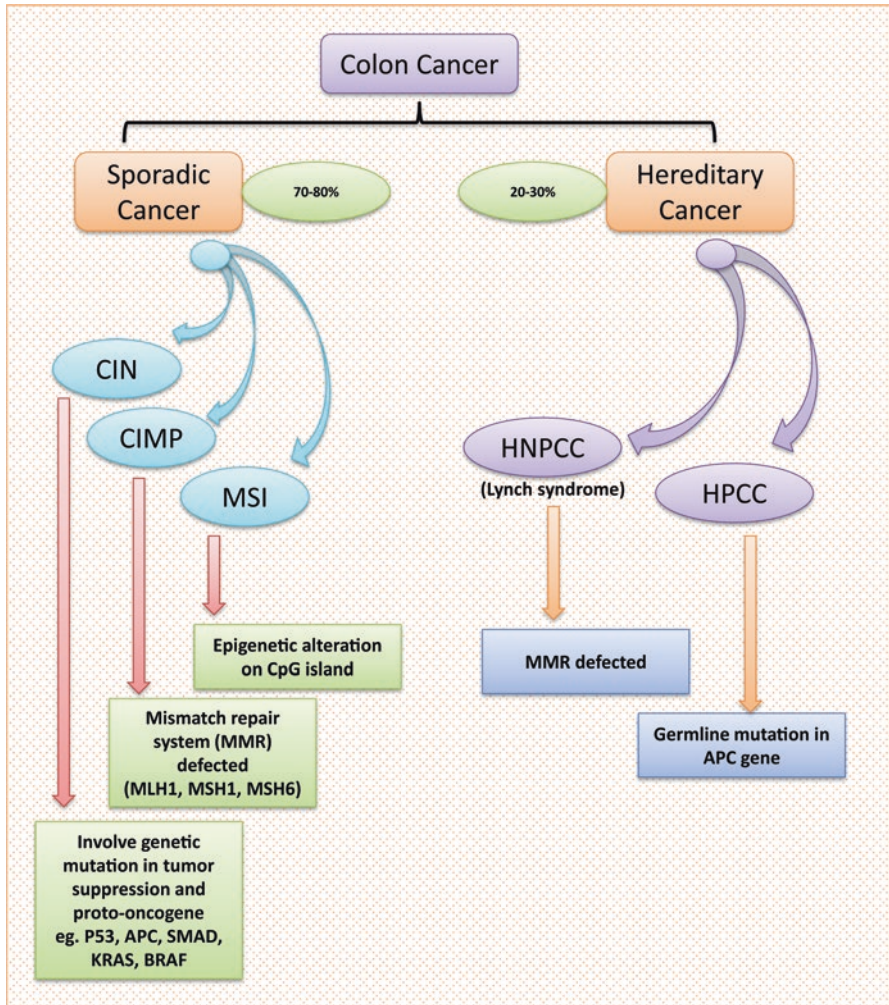 Colon Cancer
Sporadic
Cancer
70-80%
20-30%
Hereditary
Cancer
CIN
CIMP
MSI
HNPCC
(Lynch syndrome)
HPCC
Epigenetic alteration
on CpG island
MMR defected
Mismatch repair
system (MMR)
defected
(MLH1, MSH1, MSH6)
Germline mutation in
APC gene
Involve genetic
mutation in tumor
suppression and
proto-oncogene
eg. P53, APC, SMAD,
KRAS, BRAF